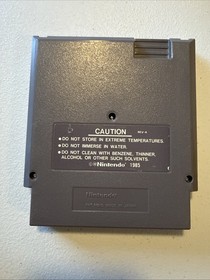 CAUTION
• DO NOT STORE IN EXTREME TEMPERATURES.
• DO NOT IMMERSE IN WATER.
• DO NOT CLEAN WITH BENZENE, THINNER,
ALCOHOL OR OTHER SUCH SOLVENTS.
©®Nintendo 1985
Nintendo